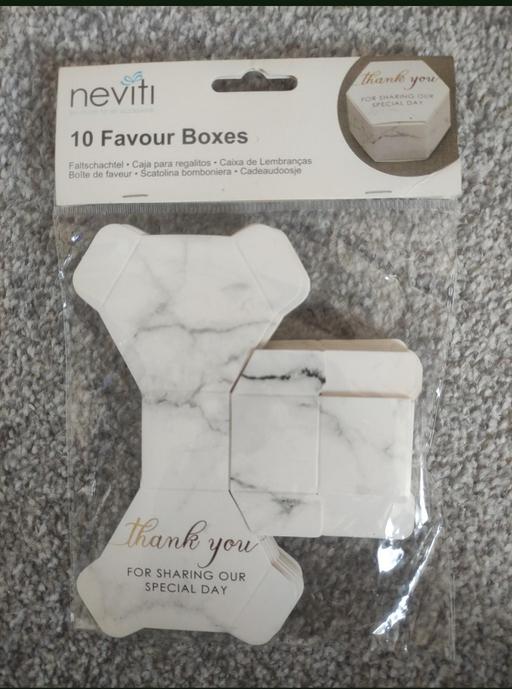 neviti
10 Favour Boxes
Faltschachtel • Caja para regalitos • Caixa de Lembranças
Boîte de faveur • Scatolina bomboniera • Cadeaudoosje
thank you
FOR SHARING OUR
SPECIAL DAY
thank you
FOR SHARING OUR
SPECIAL DAY